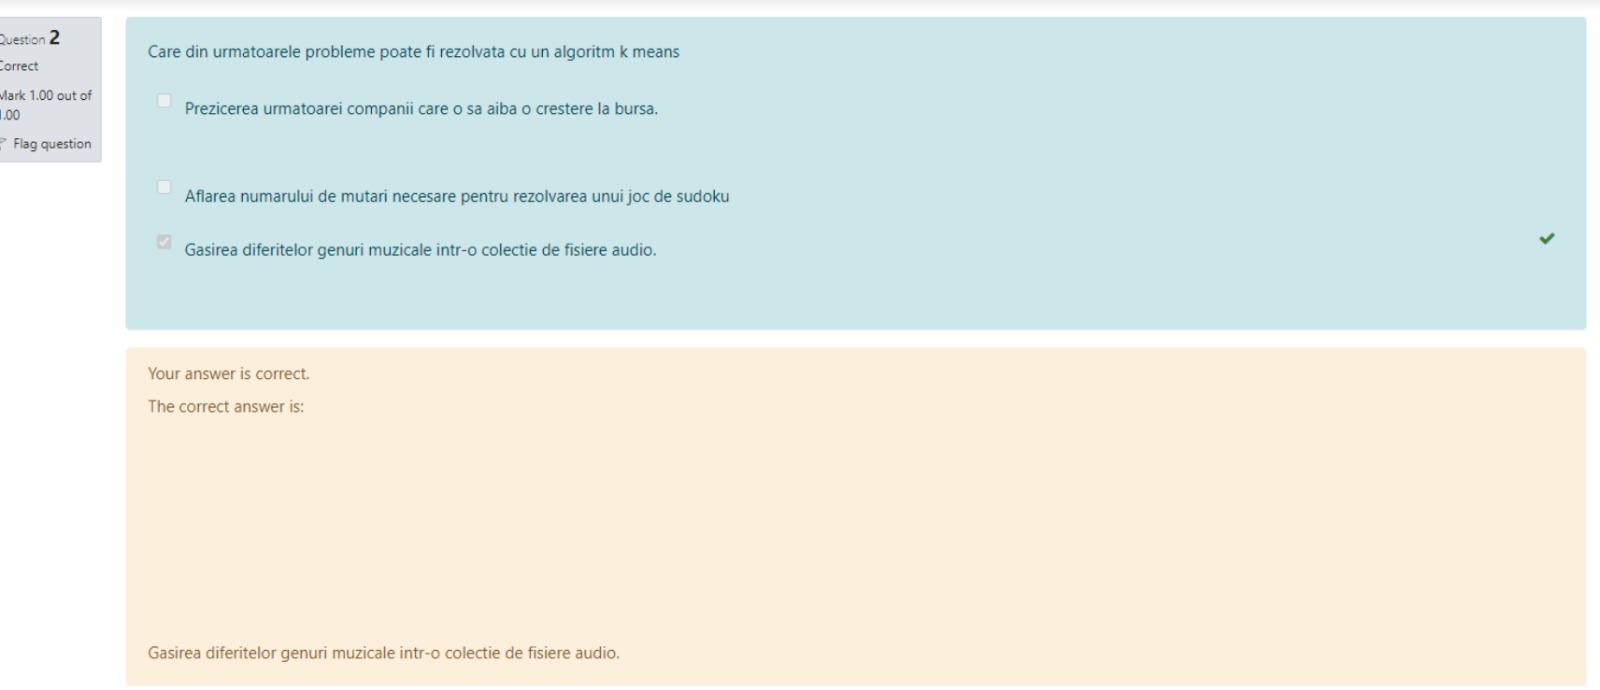 Question 2
Correct
Mark 1.00 out of
1.00
Flag question
Care din urmatoarele probleme poate fi rezolvata cu un algoritm k means
Prezicerea urmatoarei companii care o sa aiba o crestere la bursa.
Aflarea numarului de mutari necesare pentru rezolvarea unui joc de sudoku
Gasirea diferitelor genuri muzicale intr-o colectie de fisiere audio.
Your answer is correct.
The correct answer is:
Gasirea diferitelor genuri muzicale intr-o colectie de fisiere audio.